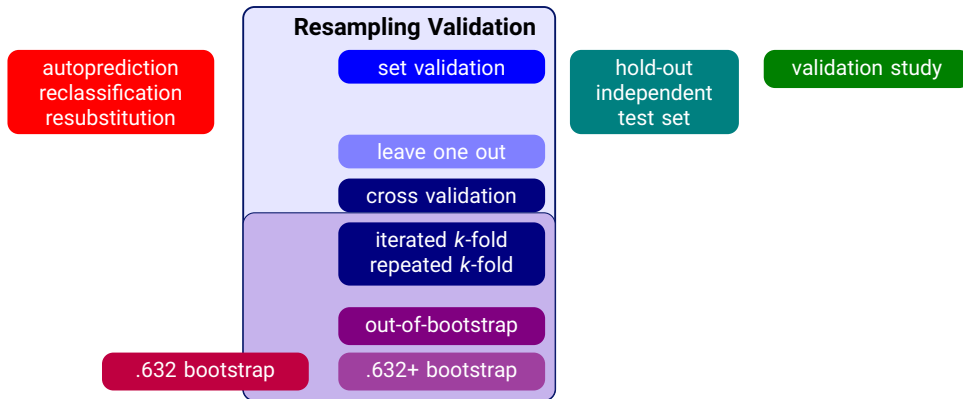 Resampling Validation
autoprediction
reclassification
resubstitution
set validation
hold-out
independent
test set
validation study
leave one out
cross validation
iterated k-fold
repeated k-fold
out-of-bootstrap
.632 bootstrap
.632+ bootstrap